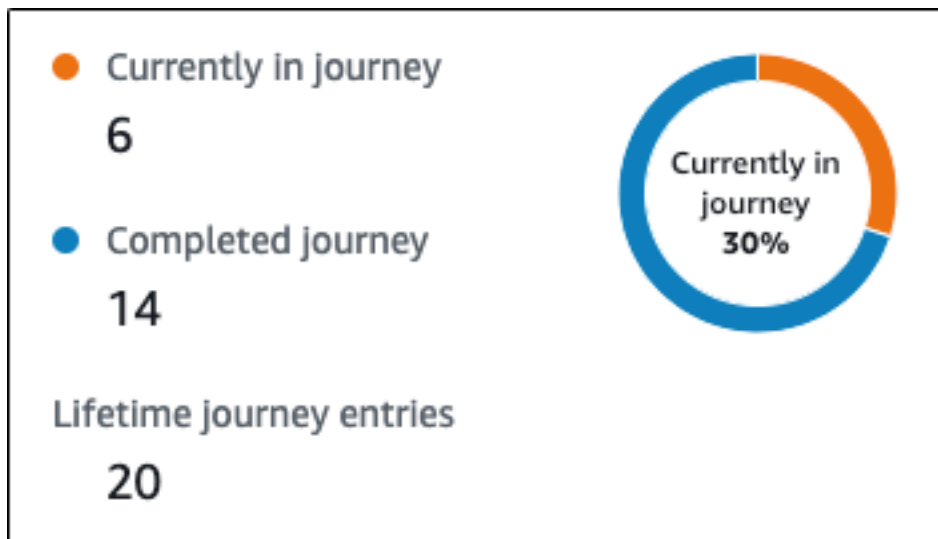 Currently in journey
6
Completed journey
14
Lifetime journey entries
20
Currently in
journey
30%